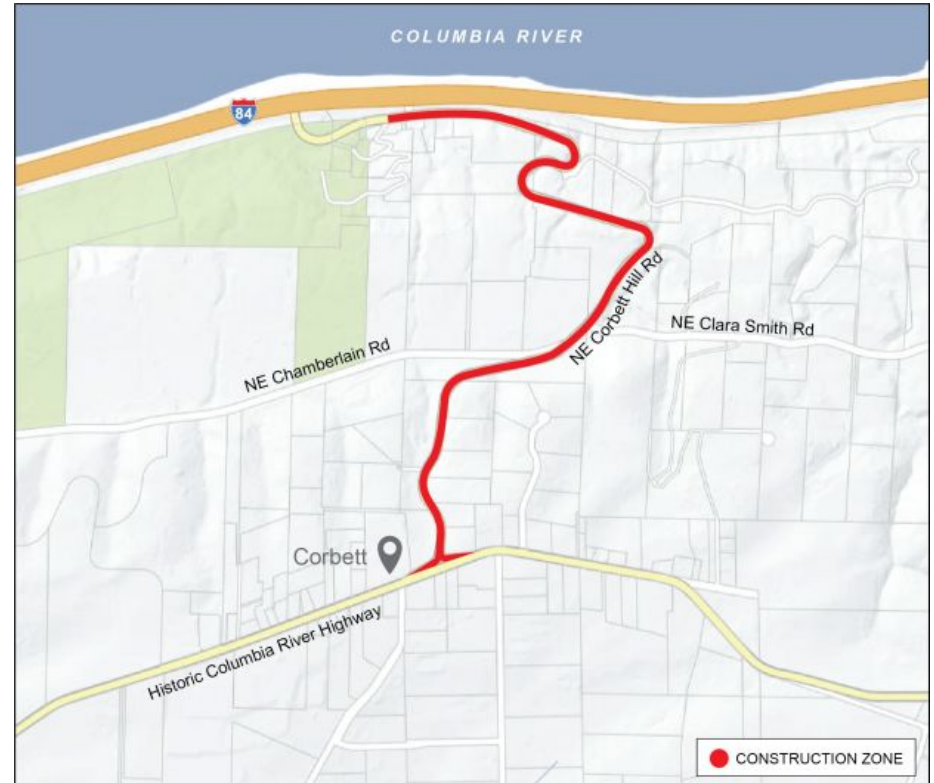 COLUMBIA RIVER
84
NE Corbett Hill Rd
NE Clara Smith Rd
NE Chamberlain Rd
Corbett
Historic Columbia River Highway
CONSTRUCTION ZONE